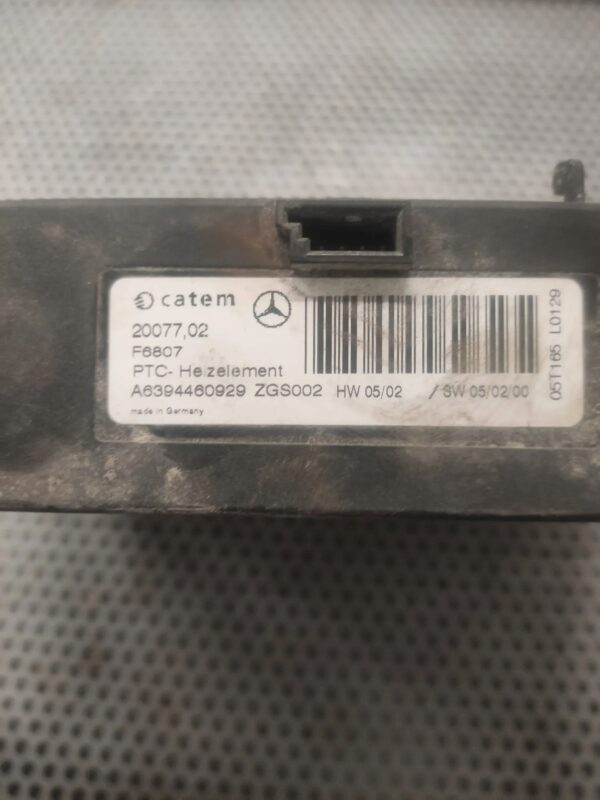 catem
20077,02
F6807
PTC- Heizelement
A6394460929 ZGS002 HW 05/02 / SW 05/02/00
made in Germany
05T165 L0129